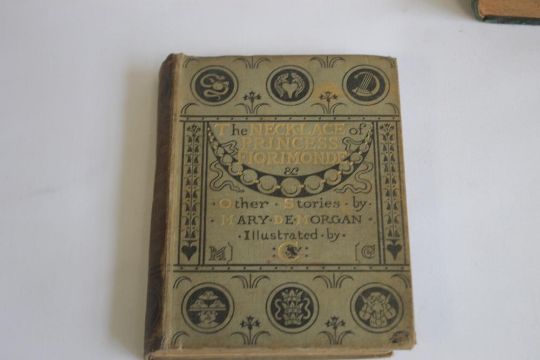 The NECKLACE of
PRINCESS
FIORIMONDE
Other · Stories · by
MARY · DE · MORGAN ·
· Illustrated · by ·